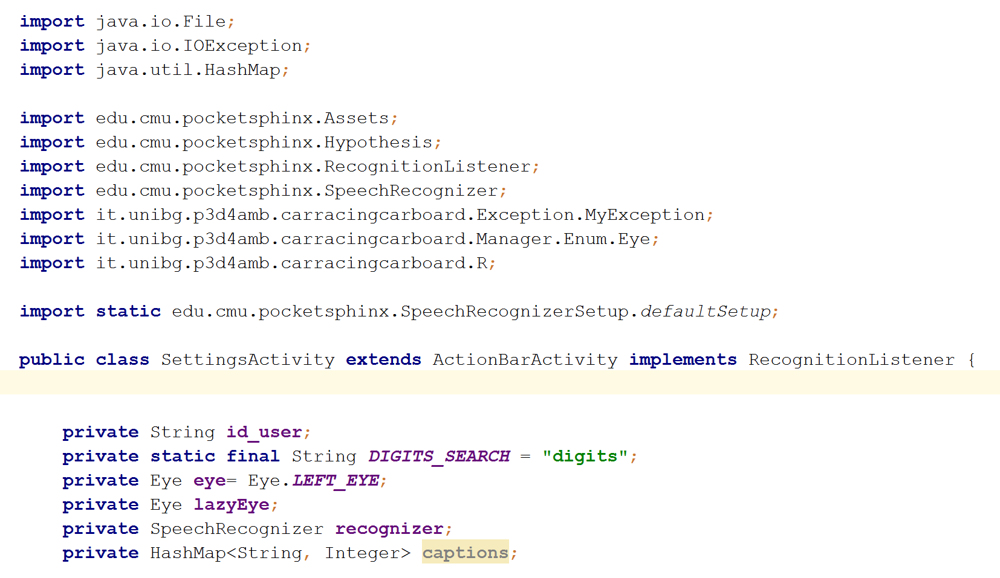 import java.io.File;
import java.io.IOException;
import java.util.HashMap;

import edu.cmu.pocketsphinx.Assets;
import edu.cmu.pocketsphinx.Hypothesis;
import edu.cmu.pocketsphinx.RecognitionListener;
import edu.cmu.pocketsphinx.SpeechRecognizer;
import it.unibg.p3d4amb.carracingcarboard.Exception.MyException;
import it.unibg.p3d4amb.carracingcarboard.Manager.Enum.Eye;
import it.unibg.p3d4amb.carracingcarboard.R;

import static edu.cmu.pocketsphinx.SpeechRecognizerSetup.defaultSetup;

public class SettingsActivity extends ActionBarActivity implements RecognitionListener {

    private String id_user;
    private static final String DIGITS_SEARCH = "digits";
    private Eye eye= Eye.LEFT_EYE;
    private Eye lazyEye;
    private SpeechRecognizer recognizer;
    private HashMap<String, Integer> captions;